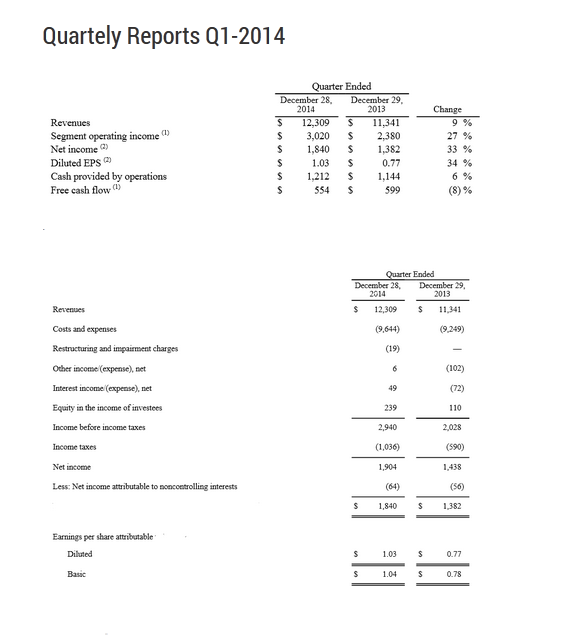 Quartely Reports Q1-2014
Quarter Ended
December 28, 2014 December 29, 2013 Change
Revenues $ 12,309 $ 11,341 9 %
Segment operating income (1) $ 3,020 $ 2,380 27 %
Net income (2) $ 1,840 $ 1,382 33 %
Diluted EPS (2) $ 1.03 $ 0.77 34 %
Cash provided by operations $ 1,212 $ 1,144 6 %
Free cash flow (1) $ 554 $ 599 (8) %
Quarter Ended
December 28, 2014 December 29, 2013
Revenues $ 12,309 $ 11,341
Costs and expenses (9,644) (9,249)
Restructuring and impairment charges (19) —
Other income/(expense), net 6 (102)
Interest income/(expense), net 49 (72)
Equity in the income of investees 239 110
Income before income taxes 2,940 2,028
Income taxes (1,036) (590)
Net income 1,904 1,438
Less: Net income attributable to noncontrolling interests (64) (56)
$ 1,840 $ 1,382
Earnings per share attributable
Diluted $ 1.03 $ 0.77
Basic $ 1.04 $ 0.78